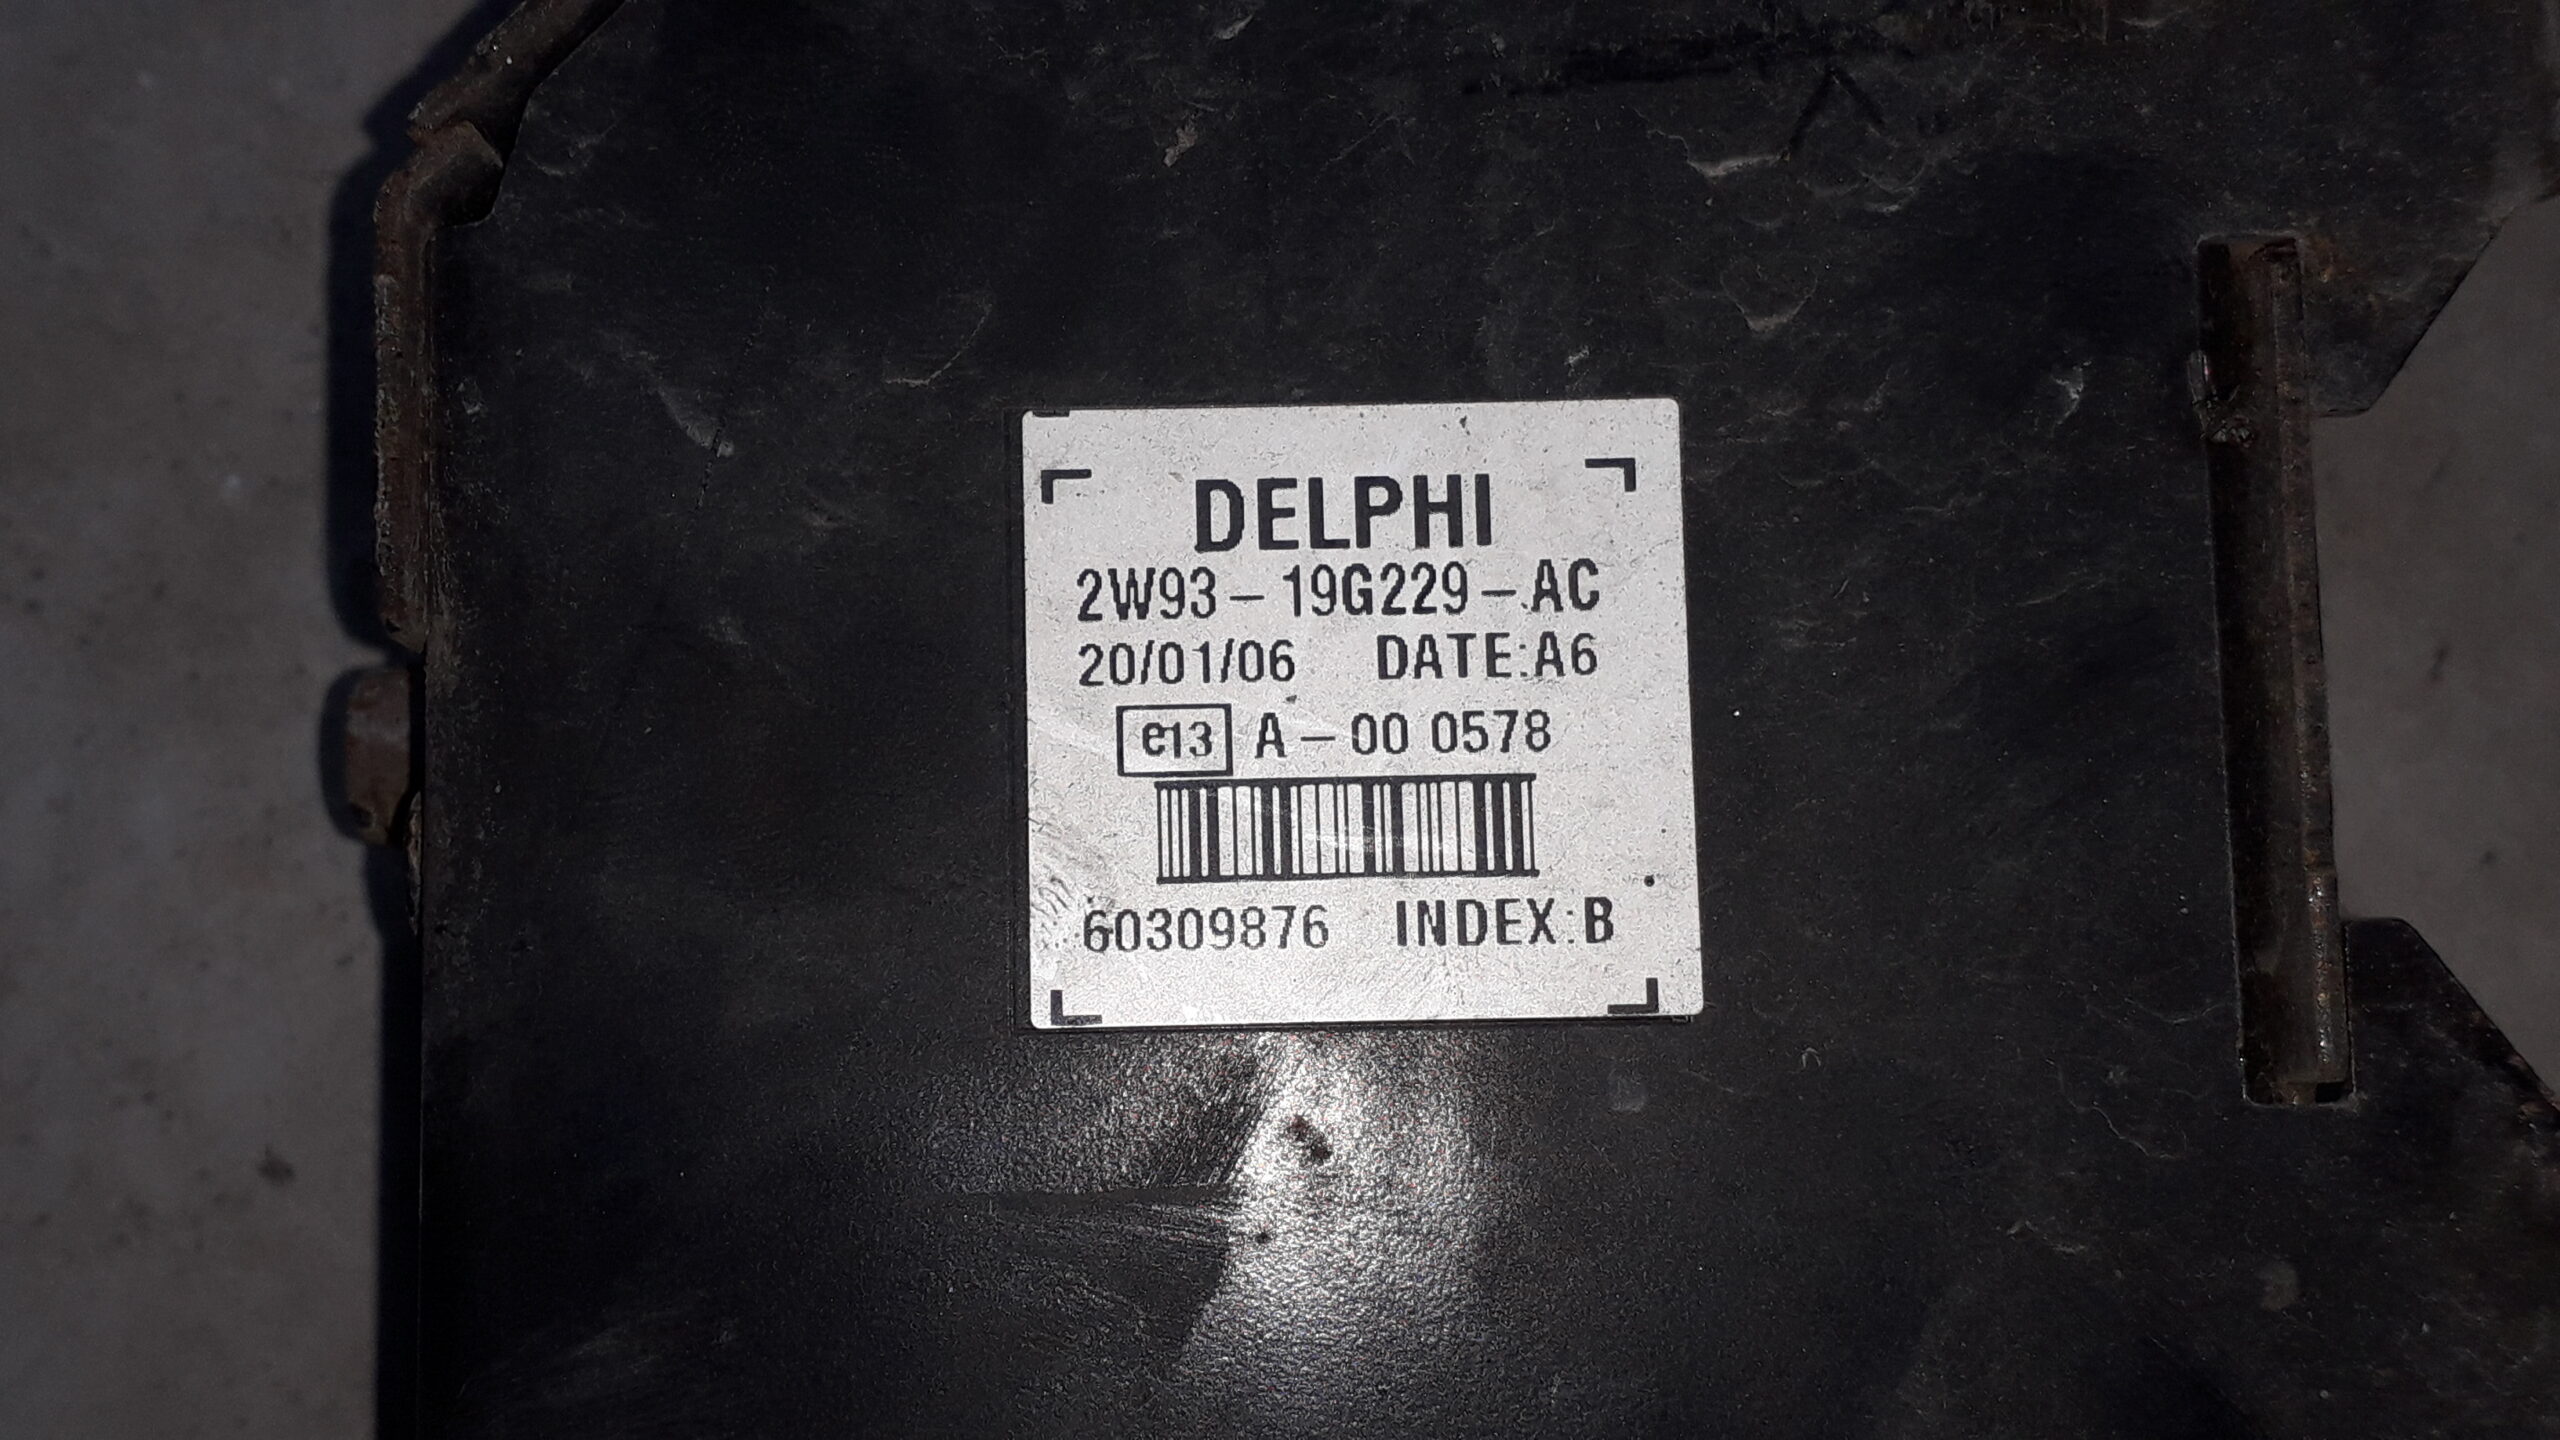 DELPHI
2W93-19G229-AC
20/01/06 DATE:A6
e13 A-00 0578
60309876 INDEX:B